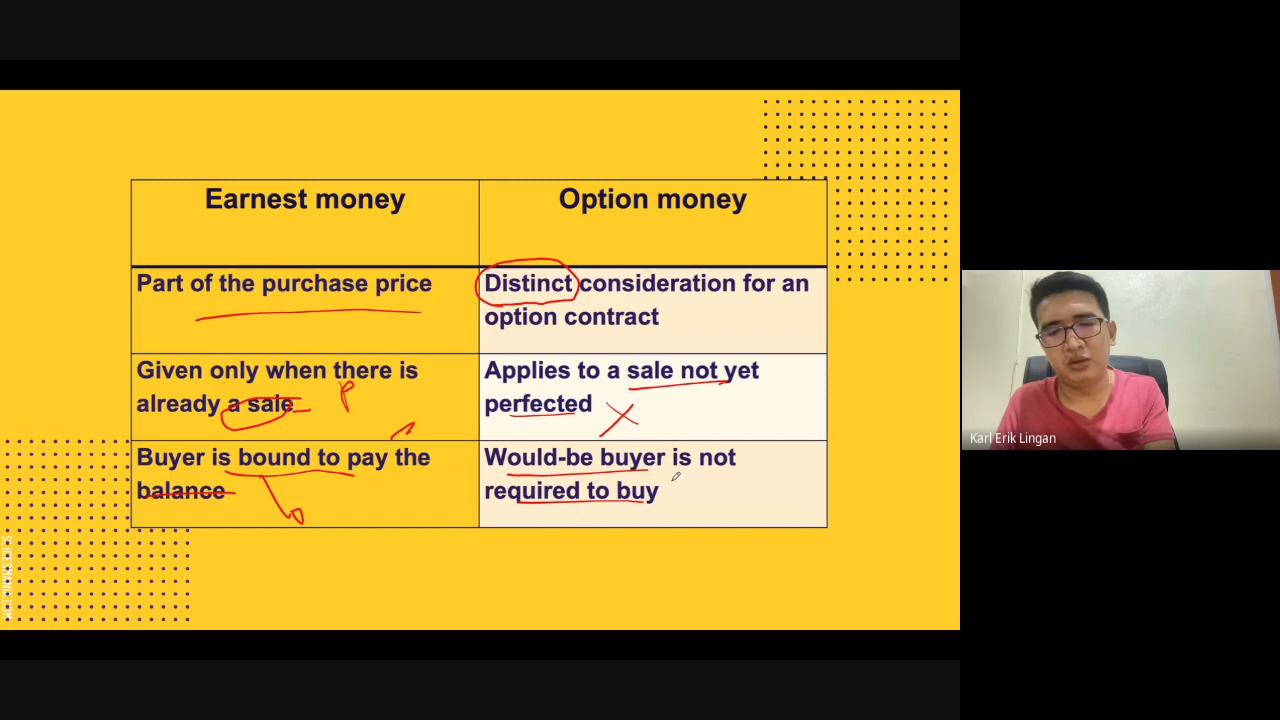 Earnest money
Option money
Part of the purchase price
Distinct consideration for an
option contract
Given only when there is
already a sale
P
Applies to a sale not yet
perfected
Buyer is bound to pay the
balance
Would-be buyer is not
required to buy
SLIDESMANIA.COM
Karl Erik Lingan